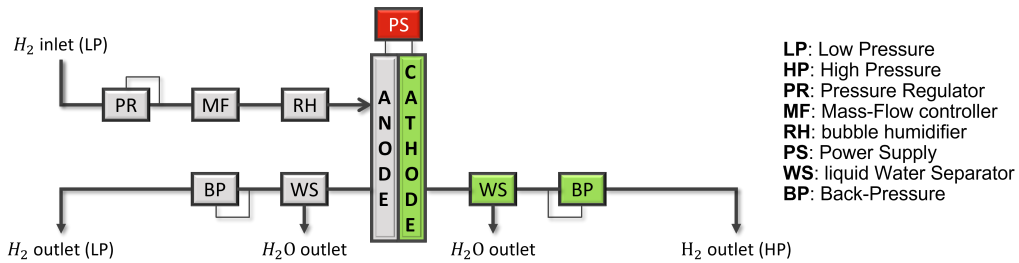 PS
H₂ inlet (LP)
PR
MF
RH
ANODE
CATHODE
BP
WS
WS
BP
H₂ outlet (LP)
H₂O outlet
H₂O outlet
H₂ outlet (HP)
LP: Low Pressure
HP: High Pressure
PR: Pressure Regulator
MF: Mass-Flow controller
RH: bubble humidifier
PS: Power Supply
WS: liquid Water Separator
BP: Back-Pressure